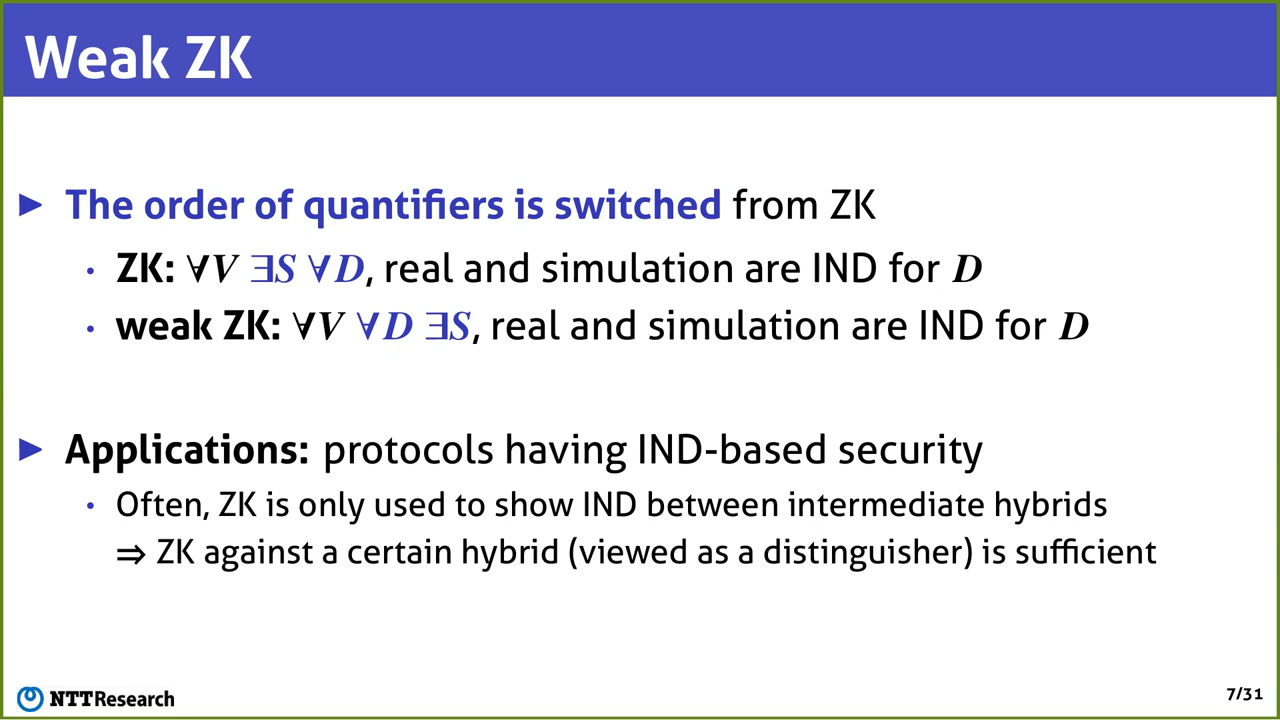 Weak ZK
▶ The order of quantifiers is switched from ZK
• ZK: ∀V ∃S ∀D, real and simulation are IND for D
• weak ZK: ∀V ∀D ∃S, real and simulation are IND for D
▶ Applications: protocols having IND-based security
• Often, ZK is only used to show IND between intermediate hybrids
⇒ ZK against a certain hybrid (viewed as a distinguisher) is sufficient
NTT Research
7/31